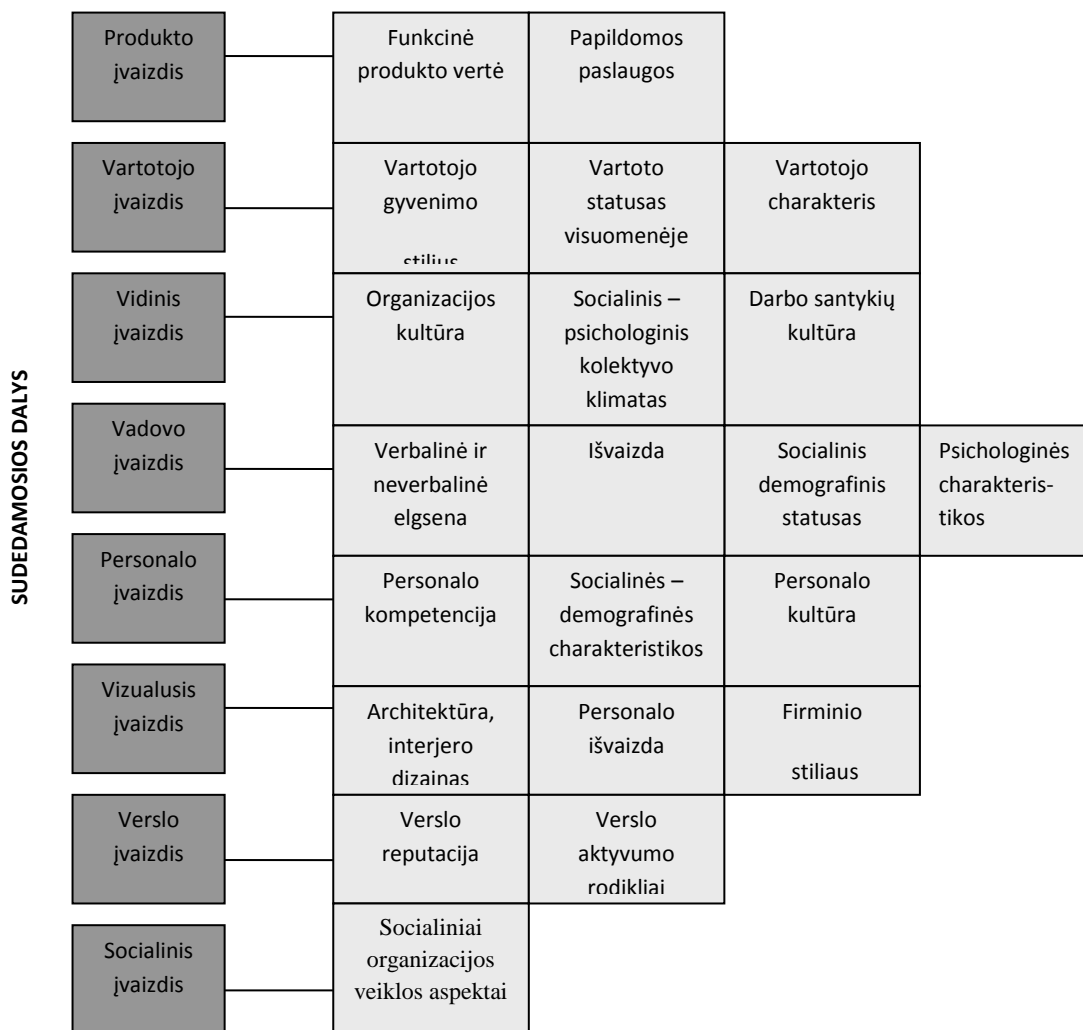 SUDEDAMOSIOS DALYS
Produkto
įvaizdis
Funkcinė
produkto vertė
Papildomos
paslaugos
Vartotojo
įvaizdis
Vartotojo
gyvenimo
stilius
Vartoto
statusas
visuomenėje
Vartotojo
charakteris
Vidinis
įvaizdis
Organizacijos
kultūra
Socialinis –
psichologinis
kolektyvo
klimatas
Darbo santykių
kultūra
Vadovo
įvaizdis
Verbalinė ir
neverbalinė
elgsena
Išvaizda
Socialinis
demografinis
statusas
Psichologinės
charakteris-
tikos
Personalo
įvaizdis
Personalo
kompetencija
Socialinės –
demografinės
charakteristikos
Personalo
kultūra
Vizualusis
įvaizdis
Architektūra,
interjero
dizainas
Personalo
išvaizda
Firminio
stiliaus
Verslo
įvaizdis
Verslo
reputacija
Verslo
aktyvumo
rodikliai
Socialinis
įvaizdis
Socialiniai
organizacijos
veiklos aspektai